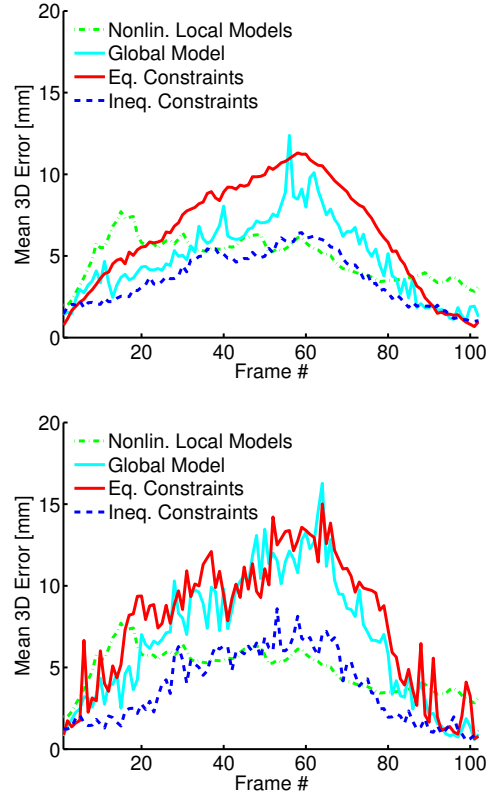 20
Nonlin. Local Models
Global Model
Eq. Constraints
Ineq. Constraints
15
10
5
0
Mean 3D Error [mm]
20 40 60 80 100
Frame #
20
Nonlin. Local Models
Global Model
Eq. Constraints
Ineq. Constraints
15
10
5
0
Mean 3D Error [mm]
20 40 60 80 100
Frame #